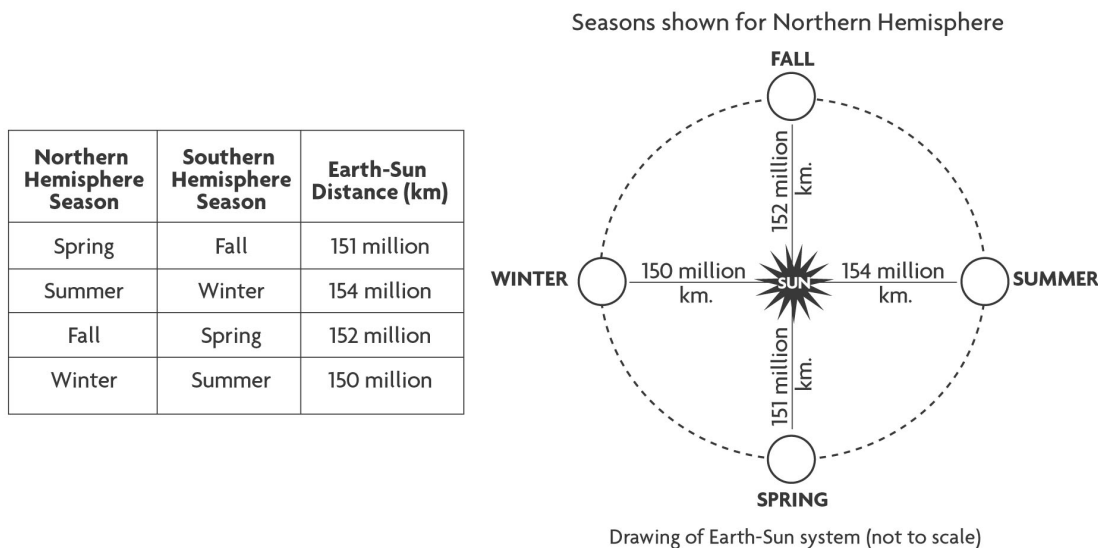 Seasons shown for Northern Hemisphere
Northern
Hemisphere
Season
Southern
Hemisphere
Season
Earth-Sun
Distance (km)
Spring
Fall
151 million
Summer
Winter
154 million
Fall
Spring
152 million
Winter
Summer
150 million
FALL
152 million
km.
WINTER
150 million
km.
SUN
154 million
km.
SUMMER
151 million
km.
SPRING
Drawing of Earth-Sun system (not to scale)